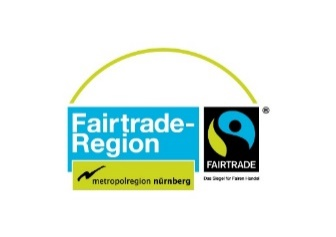 Fairtrade-
Region
metropolregion nürnberg
®
FAIRTRADE
Das Siegel für Fairen Handel